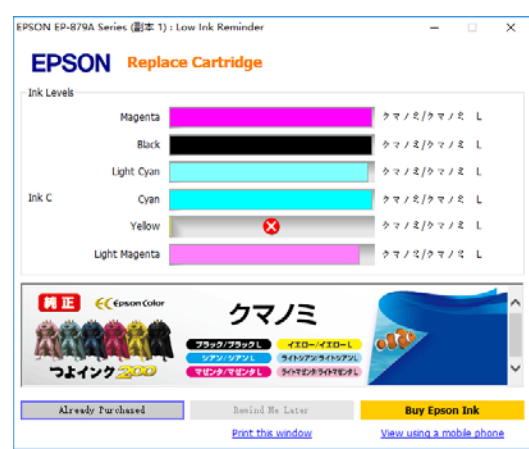 EPSON EP-879A Series (副本 1) : Low Ink Reminder
EPSON Replace Cartridge
Ink Levels
Magenta クマノミ/クマノミ L
Black クマノミ/クマノミ L
Light Cyan クマノミ/クマノミ L
Ink C Cyan クマノミ/クマノミ L
Yellow クマノミ/クマノミ L
Light Magenta クマノミ/クマノミ L
純正 EC Epson Color
クマノミ
ブラック/ブラックL イエロー/イエローL
シアン/シアンL ライトシアン/ライトシアンL
マゼンタ/マゼンタL ライトマゼンタ/ライトマゼンタL
つよインク200
Already Purchased Remind Me Later Buy Epson Ink
Print this window View using a mobile phone